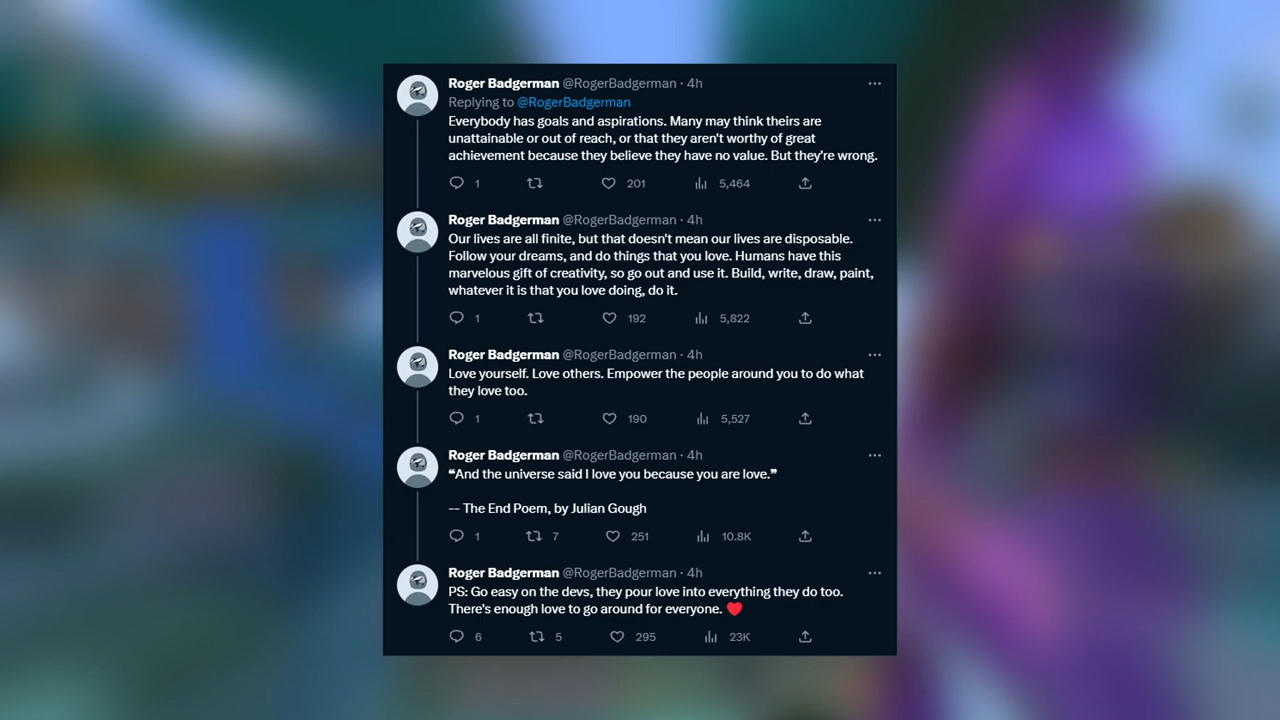 Roger Badgerman @RogerBadgerman · 4h
Replying to @RogerBadgerman
Everybody has goals and aspirations. Many may think theirs are
unattainable or out of reach, or that they aren't worthy of great
achievement because they believe they have no value. But they're wrong.
1 201 5,464
Roger Badgerman @RogerBadgerman · 4h
Our lives are all finite, but that doesn't mean our lives are disposable.
Follow your dreams, and do things that you love. Humans have this
marvelous gift of creativity, so go out and use it. Build, write, draw, paint,
whatever it is that you love doing, do it.
1 192 5,822
Roger Badgerman @RogerBadgerman · 4h
Love yourself. Love others. Empower the people around you to do what
they love too.
1 190 5,527
Roger Badgerman @RogerBadgerman · 4h
❝And the universe said I love you because you are love.❞
-- The End Poem, by Julian Gough
1 7 251 10.8K
Roger Badgerman @RogerBadgerman · 4h
PS: Go easy on the devs, they pour love into everything they do too.
There's enough love to go around for everyone. ❤️
6 5 295 23K